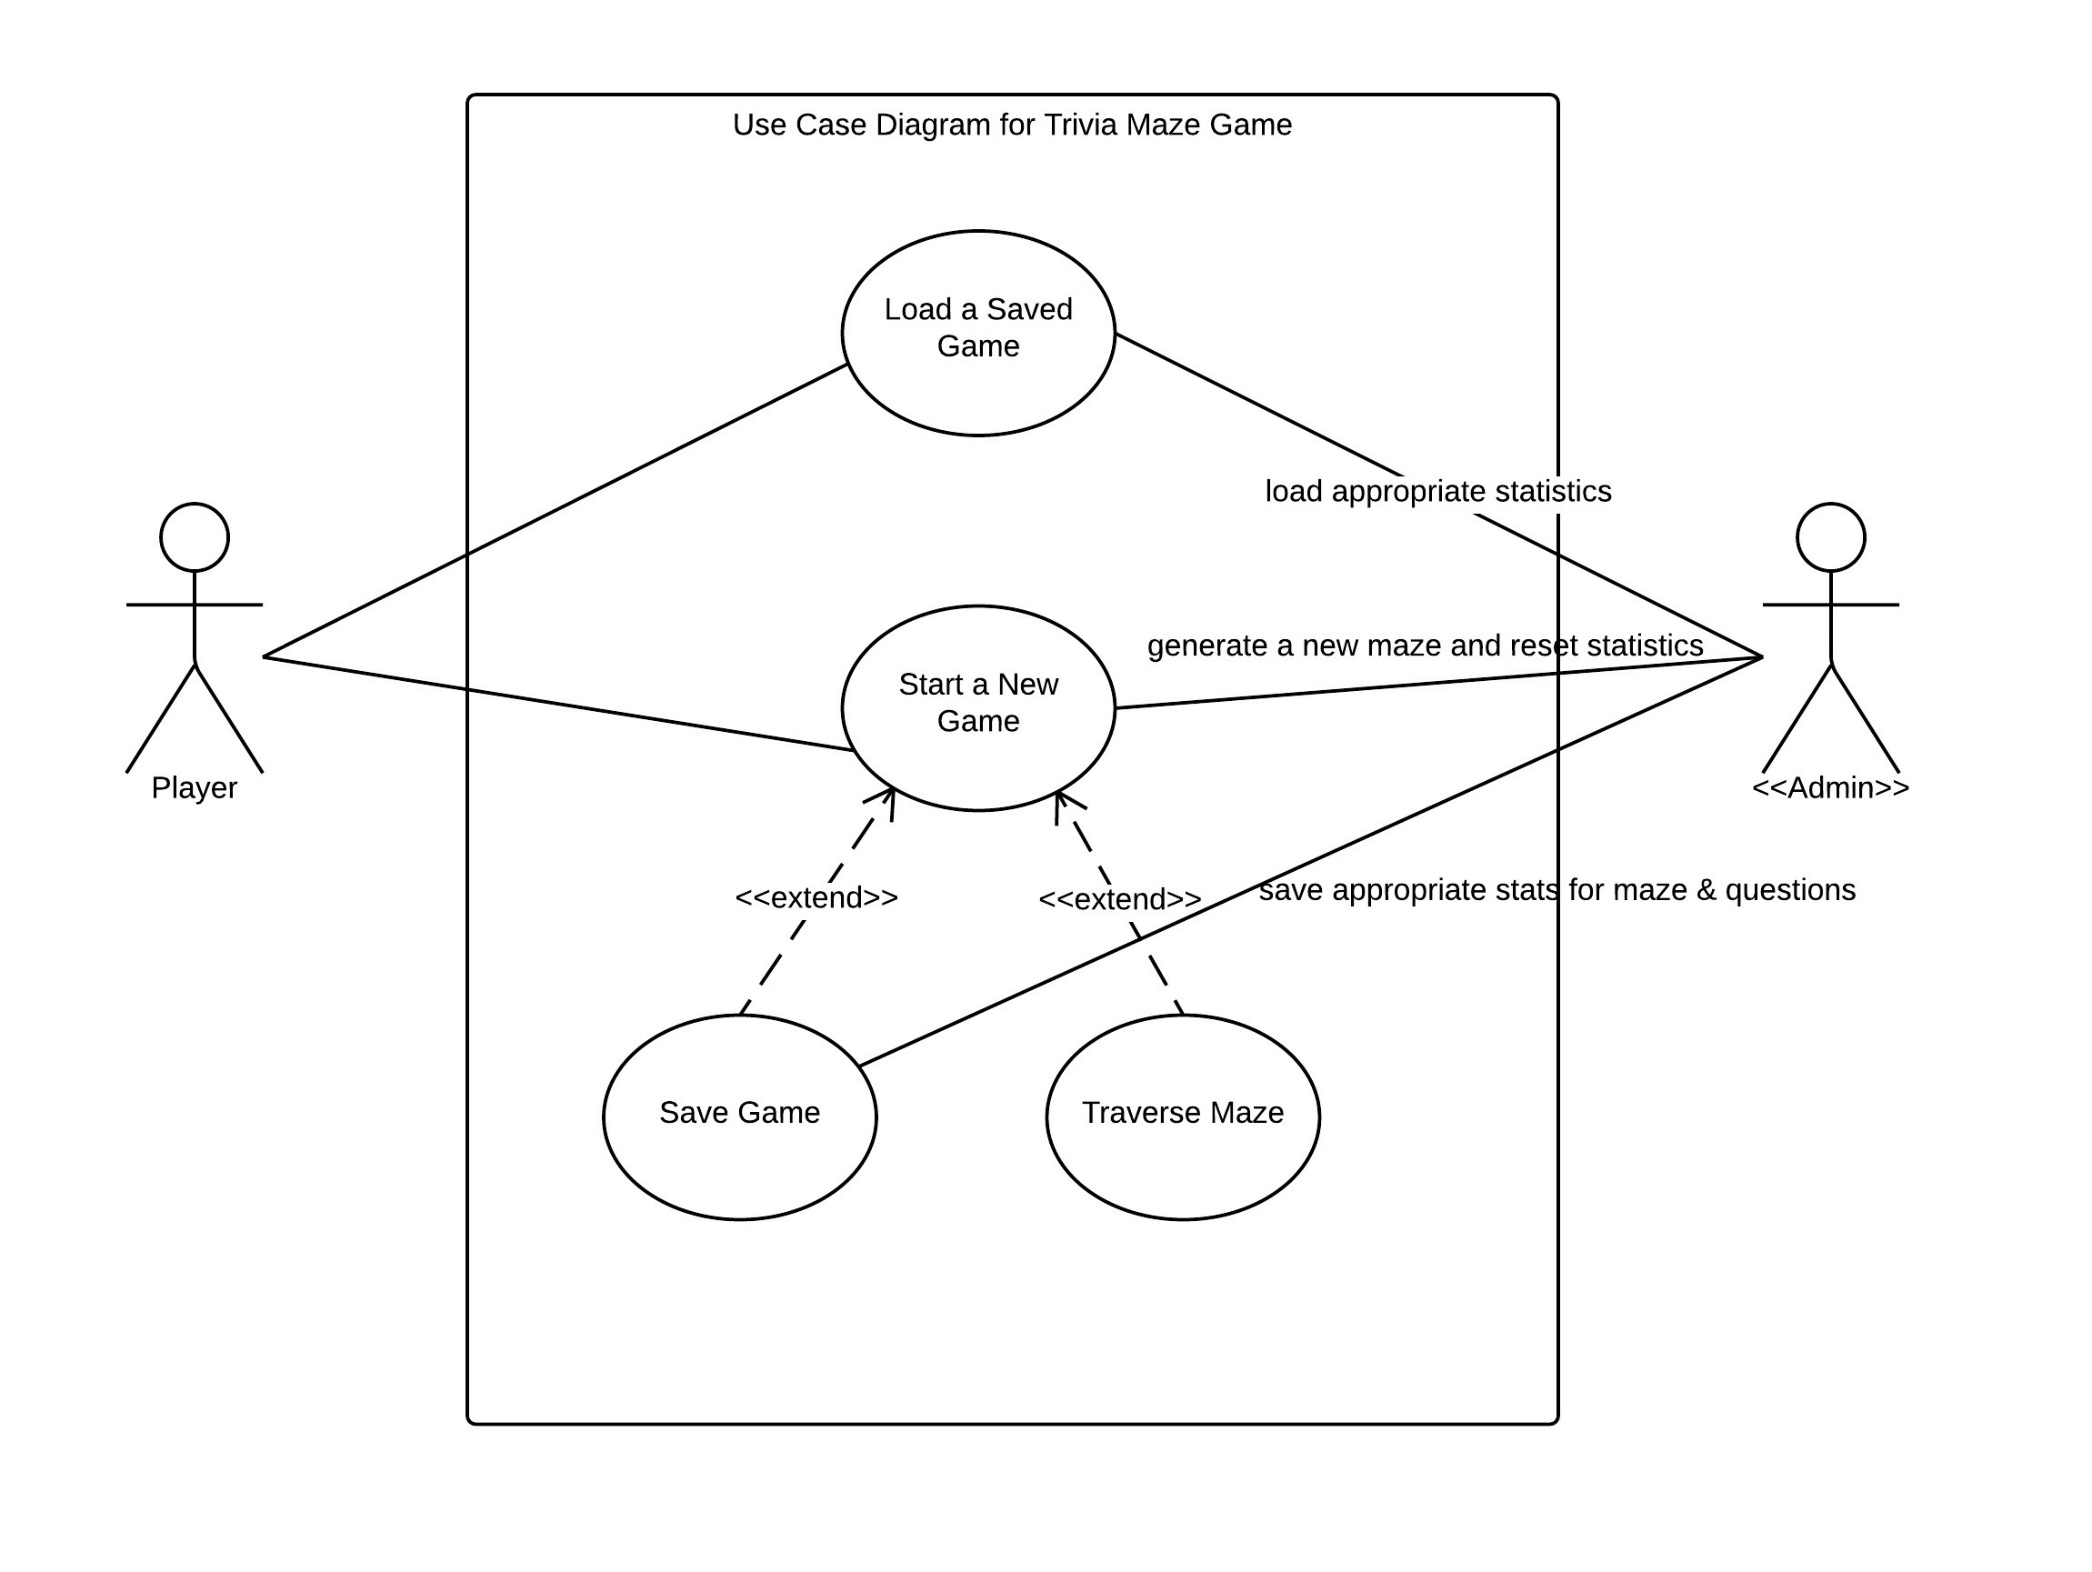 Use Case Diagram for Trivia Maze Game
Load a Saved
Game
load appropriate statistics
generate a new maze and reset statistics
Start a New
Game
Player
<<Admin>>
<<extend>>
<<extend>>
save appropriate stats for maze & questions
Save Game
Traverse Maze